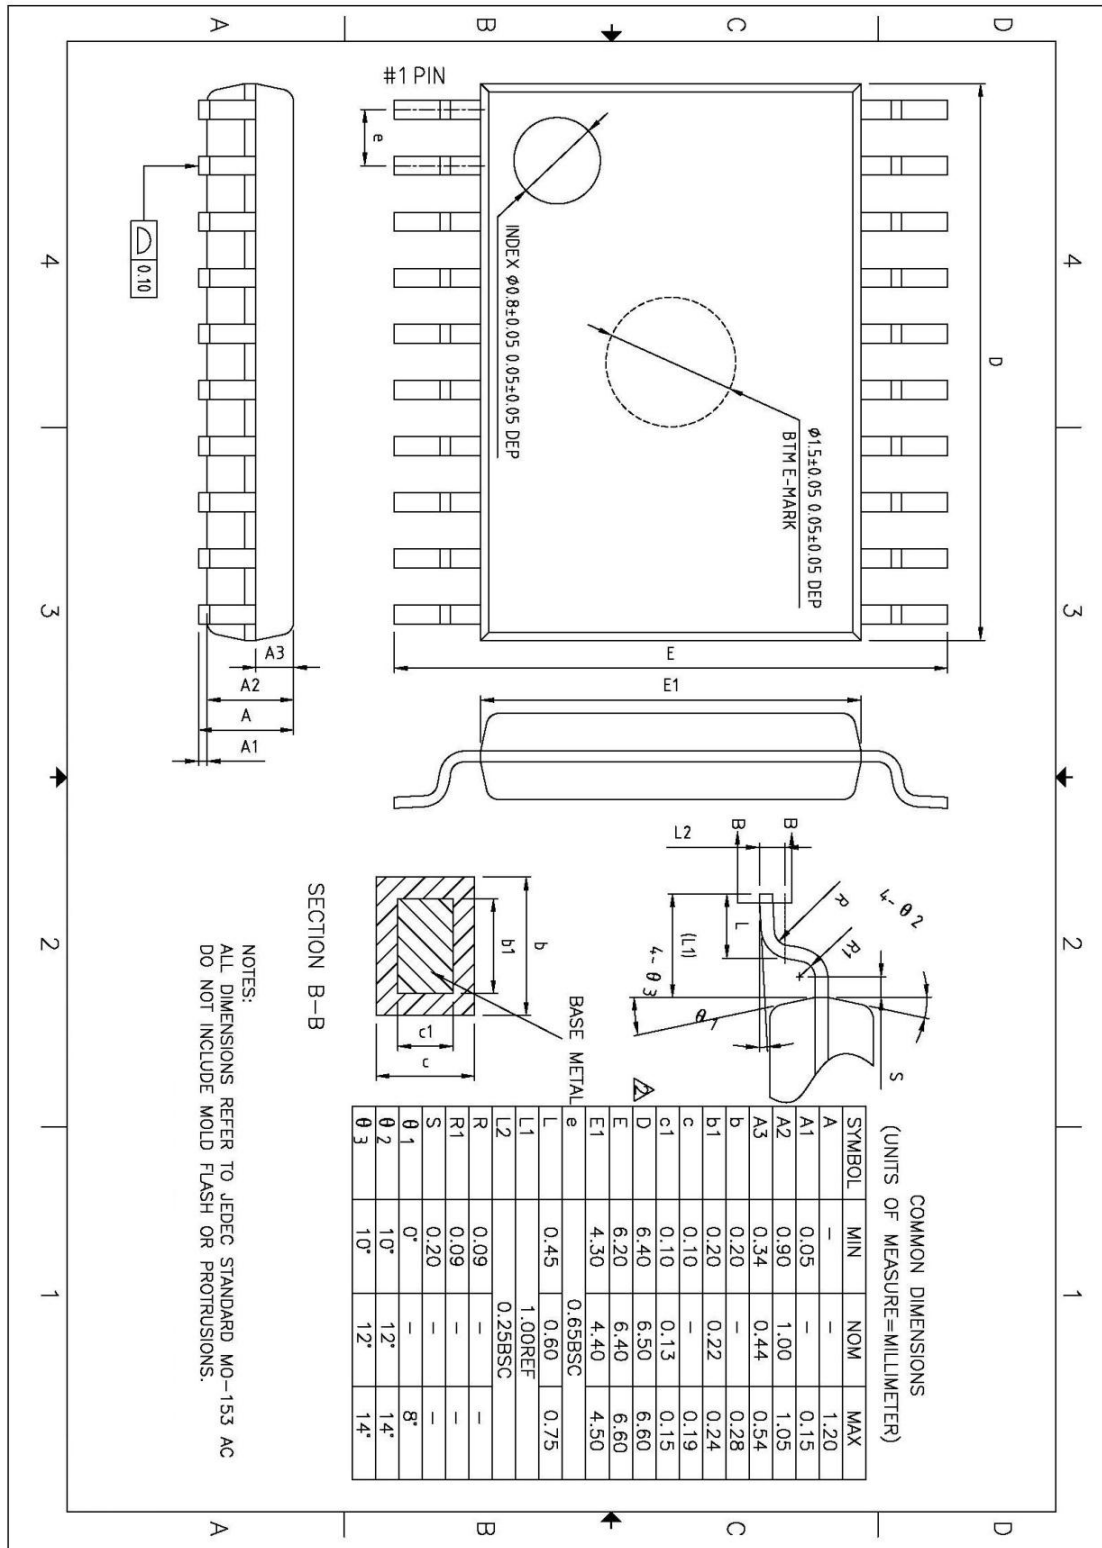 4 3 2 1
D
C
B
A
D
C
B
A
4 3 2 1
D
#1 PIN
e
φ1.5±0.05 0.05±0.05 DEP
BTM E-MARK
INDEX φ0.8±0.05 0.05±0.05 DEP
E
E1
0.10
A3
A2
A
A1
4-θ2
R
R1
B
B
L2
L
(L1)
4-θ3
θ1
S
b
b1
c1
c
BASE METAL
SECTION B-B
COMMON DIMENSIONS
(UNITS OF MEASURE=MILLIMETER)
SYMBOL MIN NOM MAX
A – – 1.20
A1 0.05 – 0.15
A2 0.90 1.00 1.05
A3 0.34 0.44 0.54
b 0.20 – 0.28
b1 0.20 0.22 0.24
c 0.10 – 0.19
c1 0.10 0.13 0.15
2 D 6.40 6.50 6.60
E 6.20 6.40 6.60
E1 4.30 4.40 4.50
e 0.65BSC
L 0.45 0.60 0.75
L1 1.00REF
L2 0.25BSC
R 0.09 – –
R1 0.09 – –
S 0.20 – –
θ1 0° – 8°
θ2 10° 12° 14°
θ3 10° 12° 14°
NOTES:
ALL DIMENSIONS REFER TO JEDEC STANDARD MO-153 AC
DO NOT INCLUDE MOLD FLASH OR PROTRUSIONS.